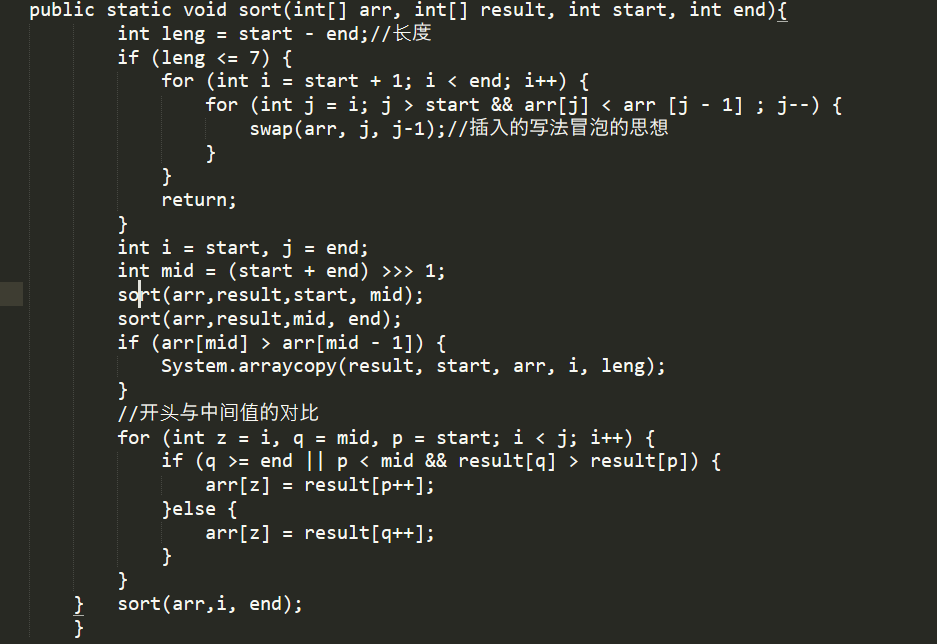 public static void sort(int[] arr, int[] result, int start, int end){
int leng = start - end;//长度
if (leng <= 7) {
for (int i = start + 1; i < end; i++) {
for (int j = i; j > start && arr[j] < arr [j - 1] ; j--) {
swap(arr, j, j-1);//插入的写法冒泡的思想
}
}
return;
}
int i = start, j = end;
int mid = (start + end) >>> 1;
sort(arr,result,start, mid);
sort(arr,result,mid, end);
if (arr[mid] > arr[mid - 1]) {
System.arraycopy(result, start, arr, i, leng);
}
//开头与中间值的对比
for (int z = i, q = mid, p = start; i < j; i++) {
if (q >= end || p < mid && result[q] > result[p]) {
arr[z] = result[p++];
}else {
arr[z] = result[q++];
}
}
} sort(arr,i, end);
}